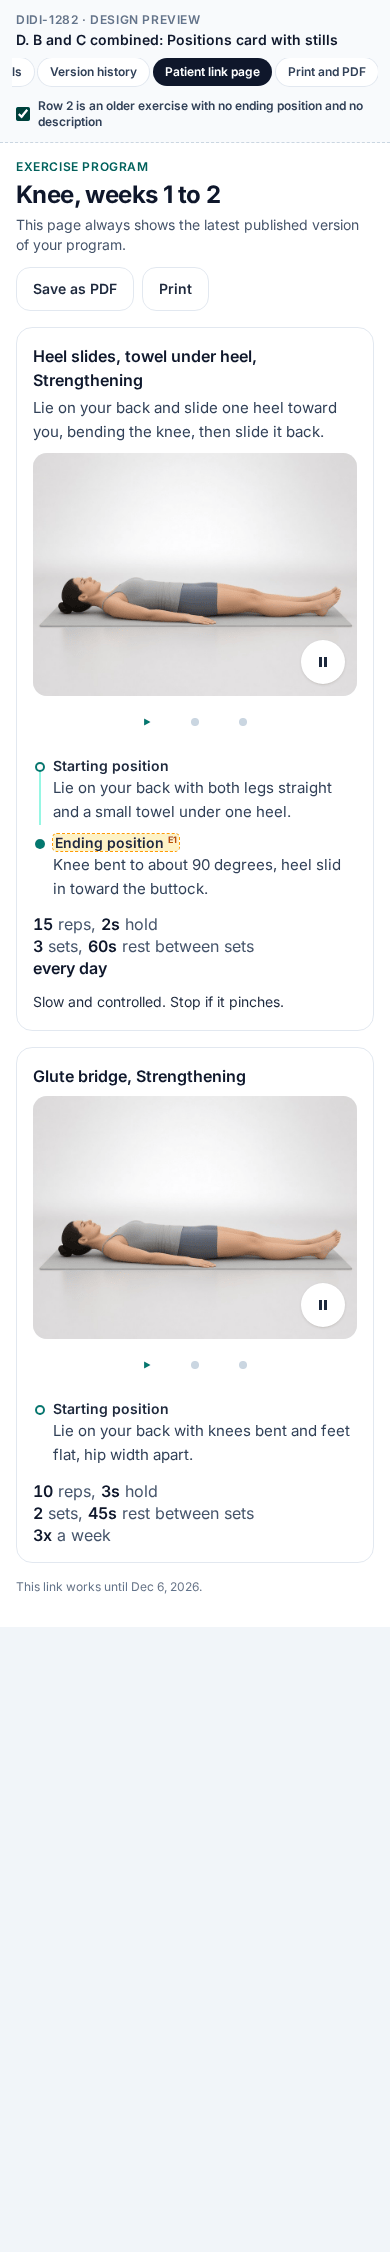 DIDI-1282 · DESIGN PREVIEW
D. B and C combined: Positions card with stills
ls
Version history
Patient link page
Print and PDF
Row 2 is an older exercise with no ending position and no
description
EXERCISE PROGRAM
Knee, weeks 1 to 2
This page always shows the latest published version
of your program.
Save as PDF
Print
Heel slides, towel under heel,
Strengthening
Lie on your back and slide one heel toward
you, bending the knee, then slide it back.
Starting position
Lie on your back with both legs straight
and a small towel under one heel.
Ending position E1
Knee bent to about 90 degrees, heel slid
in toward the buttock.
15 reps, 2s hold
3 sets, 60s rest between sets
every day
Slow and controlled. Stop if it pinches.
Glute bridge, Strengthening
Starting position
Lie on your back with knees bent and feet
flat, hip width apart.
10 reps, 3s hold
2 sets, 45s rest between sets
3x a week
This link works until Dec 6, 2026.